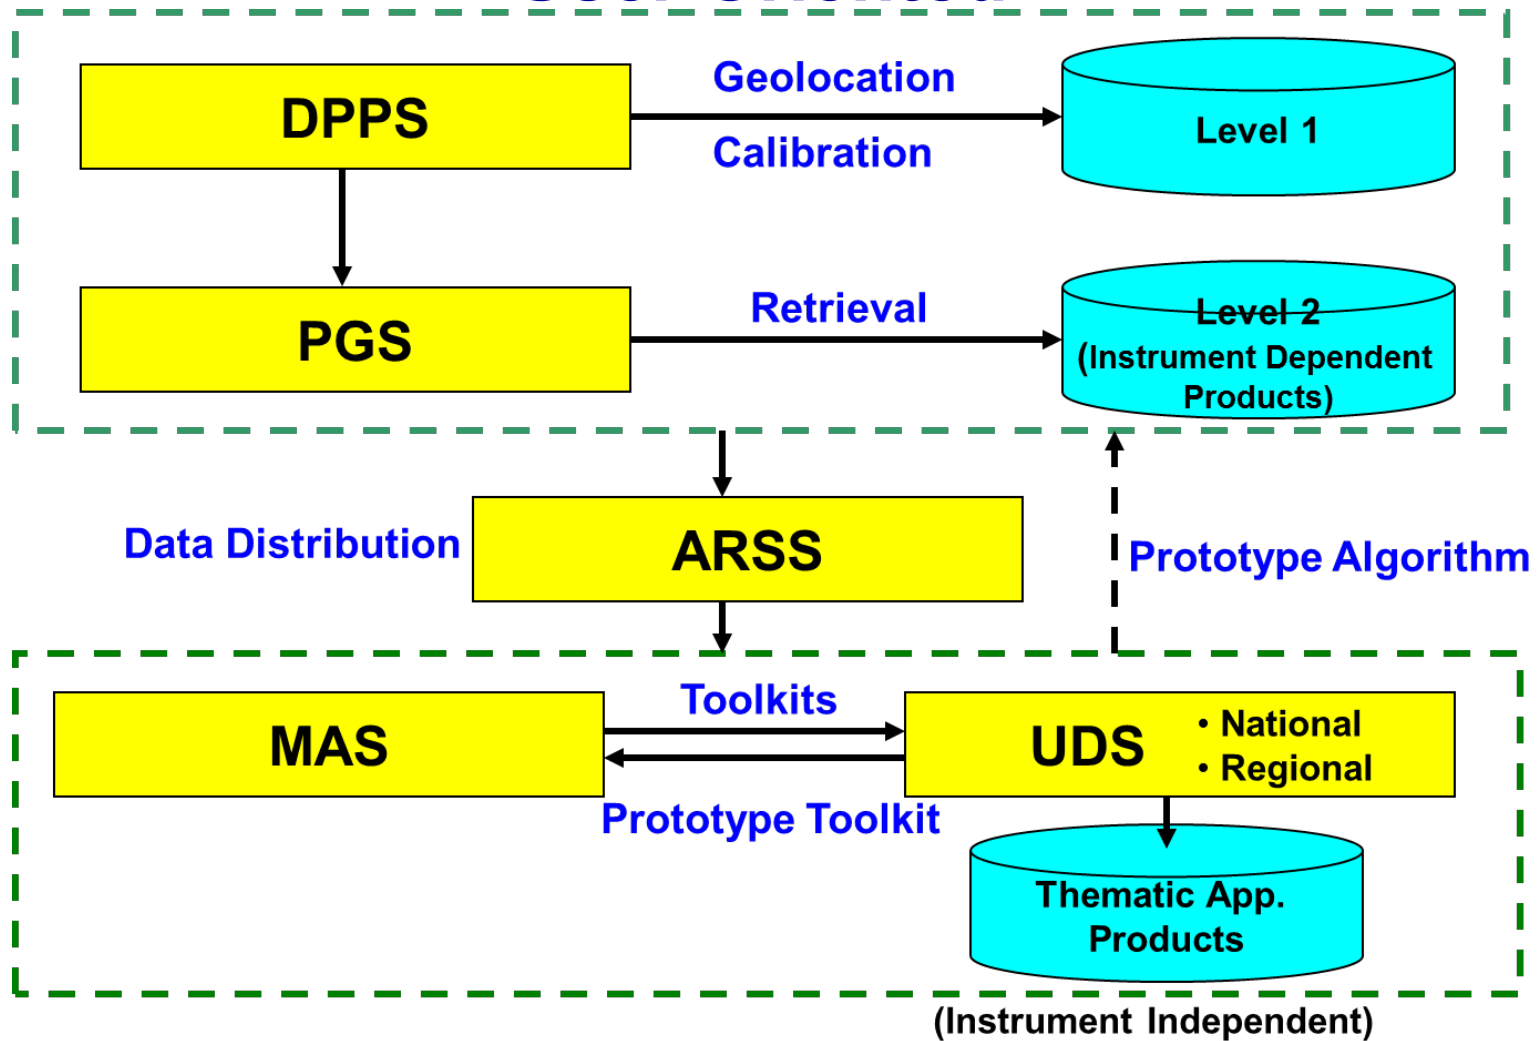 DPPS
Geolocation
Calibration
Level 1
PGS
Retrieval
Level 2
(Instrument Dependent
Products)
Data Distribution
ARSS
Prototype Algorithm
MAS
Toolkits
Prototype Toolkit
UDS
• National
• Regional
Thematic App.
Products
(Instrument Independent)